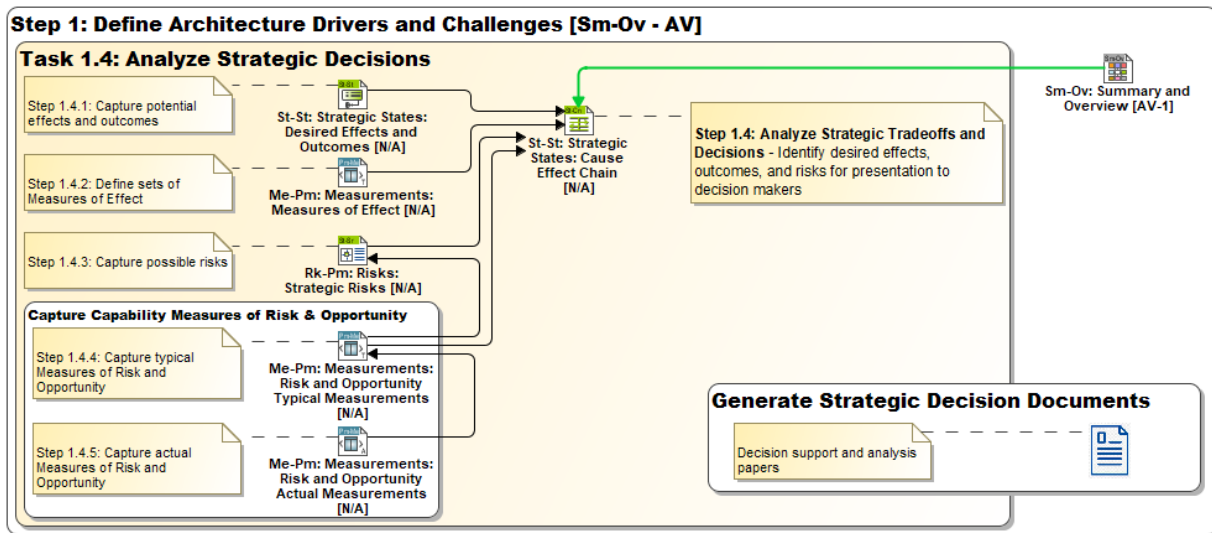 Step 1: Define Architecture Drivers and Challenges [Sm-Ov - AV]
Task 1.4: Analyze Strategic Decisions
Step 1.4.1: Capture potential
effects and outcomes
St-St: Strategic States:
Desired Effects and
Outcomes [N/A]
Step 1.4.2: Define sets of
Measures of Effect
Me-Pm: Measurements:
Measures of Effect [N/A]
Step 1.4.3: Capture possible risks
Rk-Pm: Risks:
Strategic Risks [N/A]
Capture Capability Measures of Risk & Opportunity
Step 1.4.4: Capture typical
Measures of Risk and
Opportunity
Me-Pm: Measurements:
Risk and Opportunity
Typical Measurements
[N/A]
Step 1.4.5: Capture actual
Measures of Risk and
Opportunity
Me-Pm: Measurements:
Risk and Opportunity
Actual Measurements
[N/A]
St-St: Strategic
States: Cause
Effect Chain
[N/A]
Step 1.4: Analyze Strategic Tradeoffs and
Decisions - Identify desired effects,
outcomes, and risks for presentation to
decision makers
SmOv
Sm-Ov: Summary and
Overview [AV-1]
Generate Strategic Decision Documents
Decision support and analysis
papers